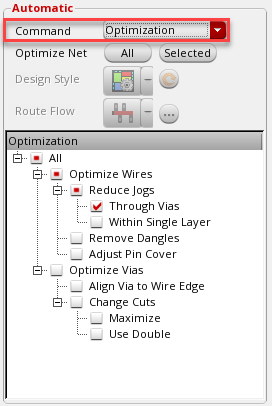 Automatic
Command Optimization
Optimize Net All Selected
Design Style
Route Flow ...
Optimization
All
Optimize Wires
Reduce Jogs
Through Vias
Within Single Layer
Remove Dangles
Adjust Pin Cover
Optimize Vias
Align Via to Wire Edge
Change Cuts
Maximize
Use Double